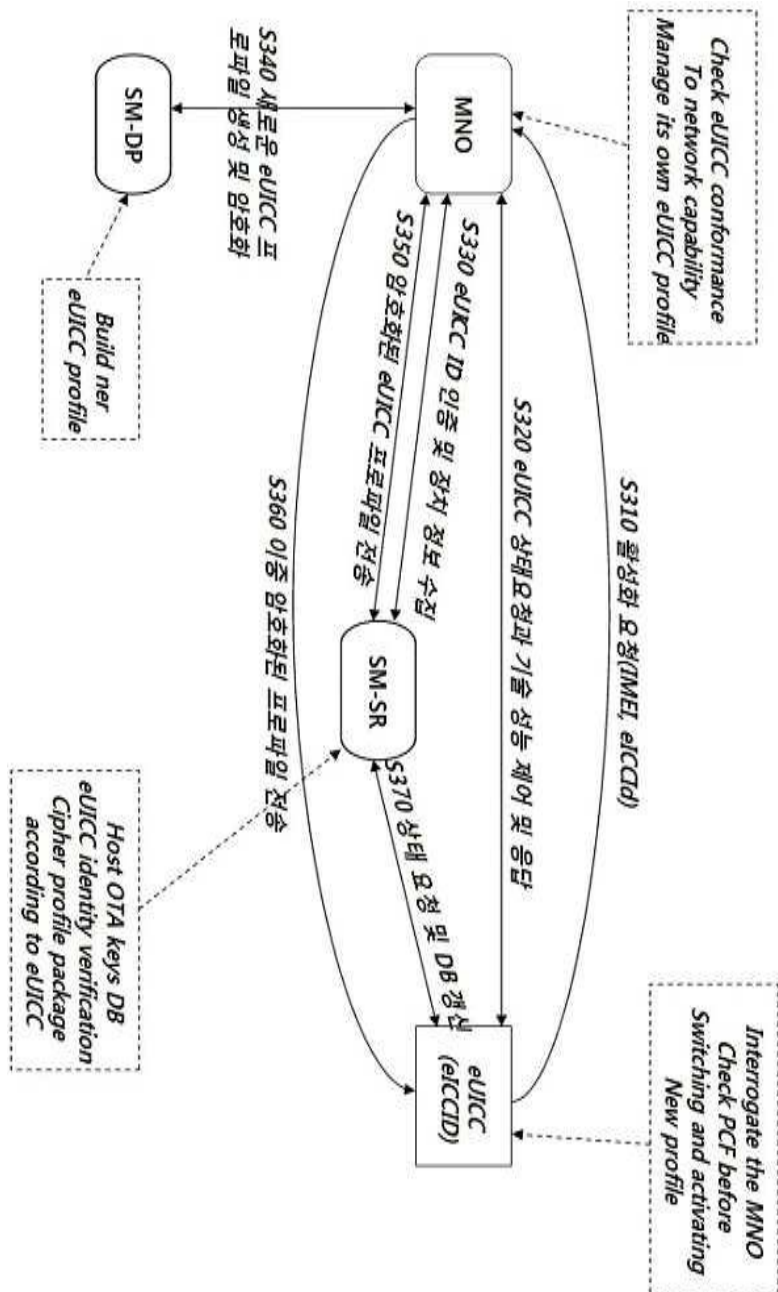 Check eUICC conformance
To network capability
Manage its own eUICC profile
Interrogate the MNO
Check PCF before
Switching and activating
New profile
S310 활성화 요청(IMEI, eICCId)
S320 eUICC 상태요청과 기술 성능 제어 및 응답
MNO
eUICC
(eICCID)
S330 eUICC ID 인증 및 장치 정보 수집
S350 암호화된 eUICC 프로파일 전송
SM-SR
S370 상태 요청 및 DB 갱신
S340 새로운 eUICC 프
로파일 생성 및 암호화
S360 이중 암호화된 프로파일 전송
SM-DP
Build ner
eUICC profile
Host OTA keys DB
eUICC identity verification
Cipher profile package
according to eUICC